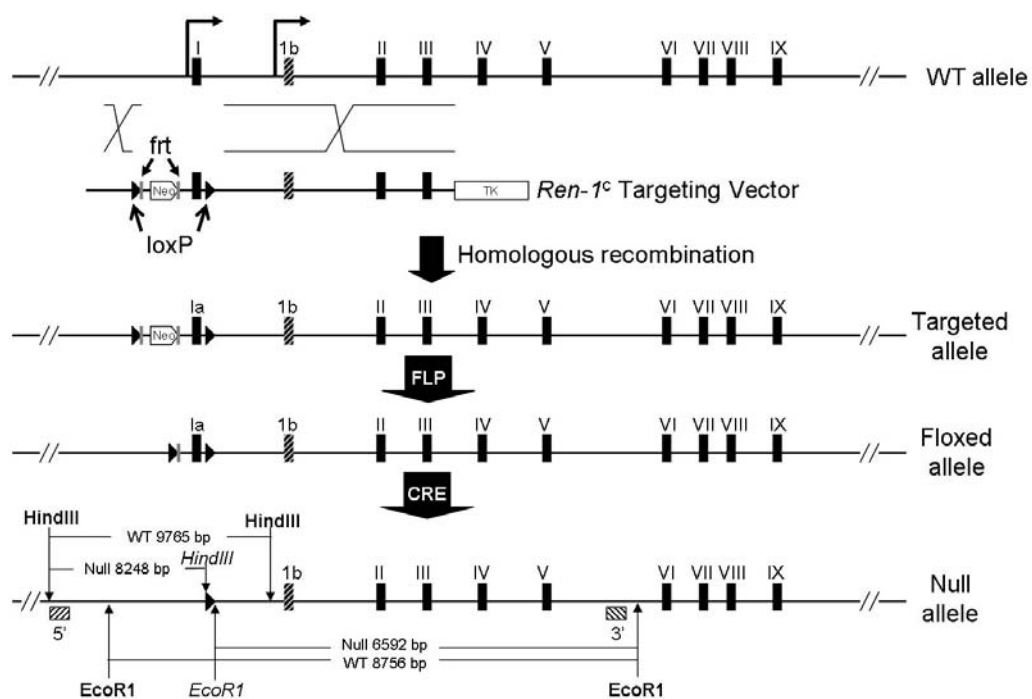 I 1b II III IV V VI VII VIII IX
WT allele
frt
Neo
TK
Ren-1ᶜ Targeting Vector
loxP
Homologous recombination
Ia 1b II III IV V VI VII VIII IX
Neo
Targeted
allele
FLP
Ia 1b II III IV V VI VII VIII IX
Floxed
allele
CRE
HindIII HindIII
WT 9765 bp
HindIII
Null 8248 bp
1b II III IV V VI VII VIII IX
Null
allele
5' 3'
Null 6592 bp
WT 8756 bp
EcoR1 EcoR1 EcoR1